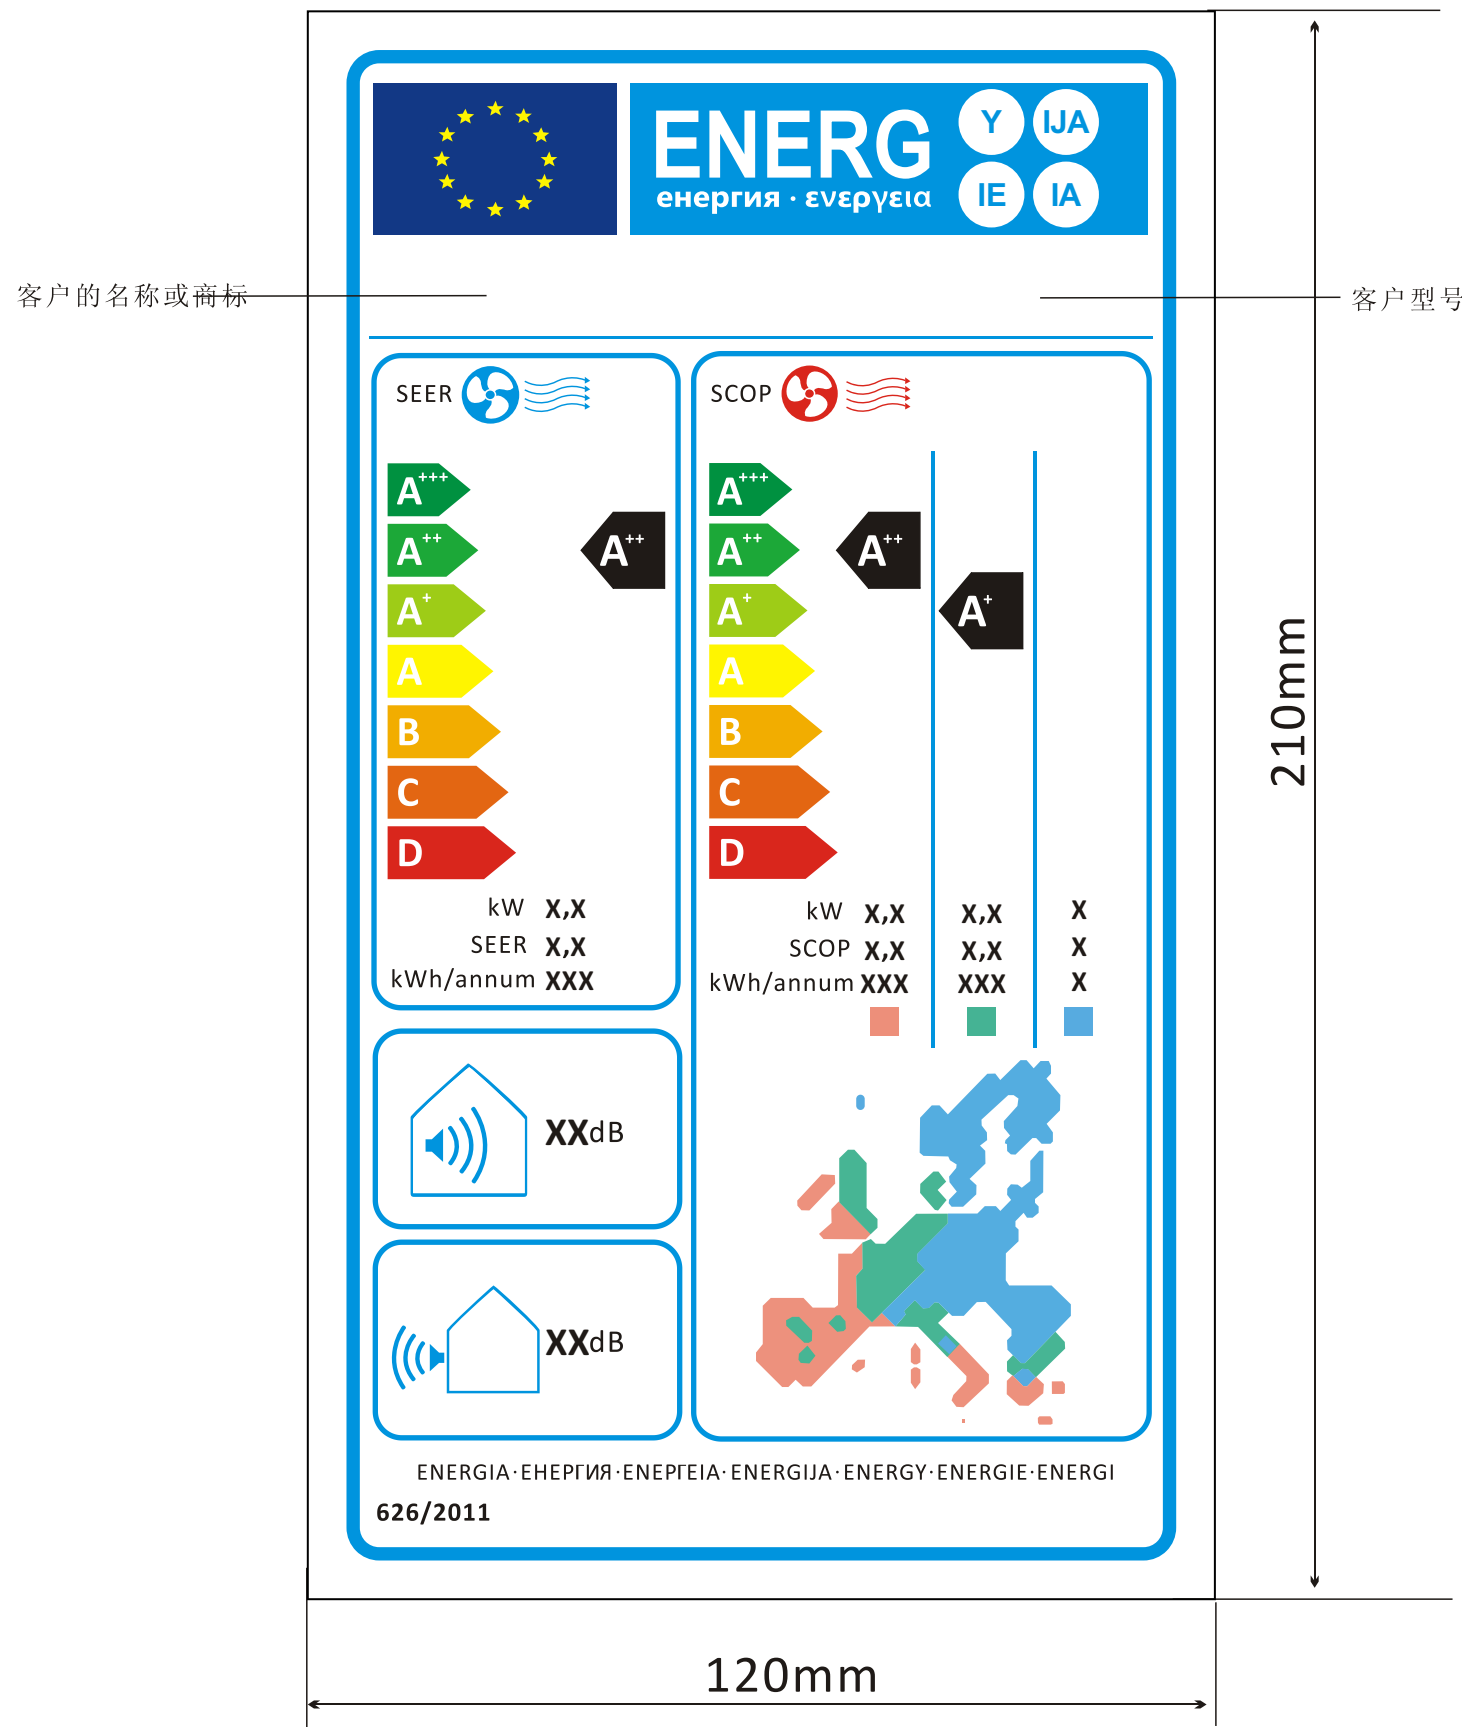 ENERG
Y IJA
IE IA
енергия · ενεργεια
客户的名称或商标
客户型号
SEER
A+++
A++
A+
A
B
C
D
A++
kW X,X
SEER X,X
kWh/annum XXX
SCOP
A+++
A++
A+
A
B
C
D
A++
A+
kW X,X X,X X
SCOP X,X X,X X
kWh/annum XXX XXX X
XXdB
XXdB
ENERGIA·ЕНЕРГИЯ·ΕΝΕΡΓΕΙΑ·ENERGIJA·ENERGY·ENERGIE·ENERGI
626/2011
210mm
120mm